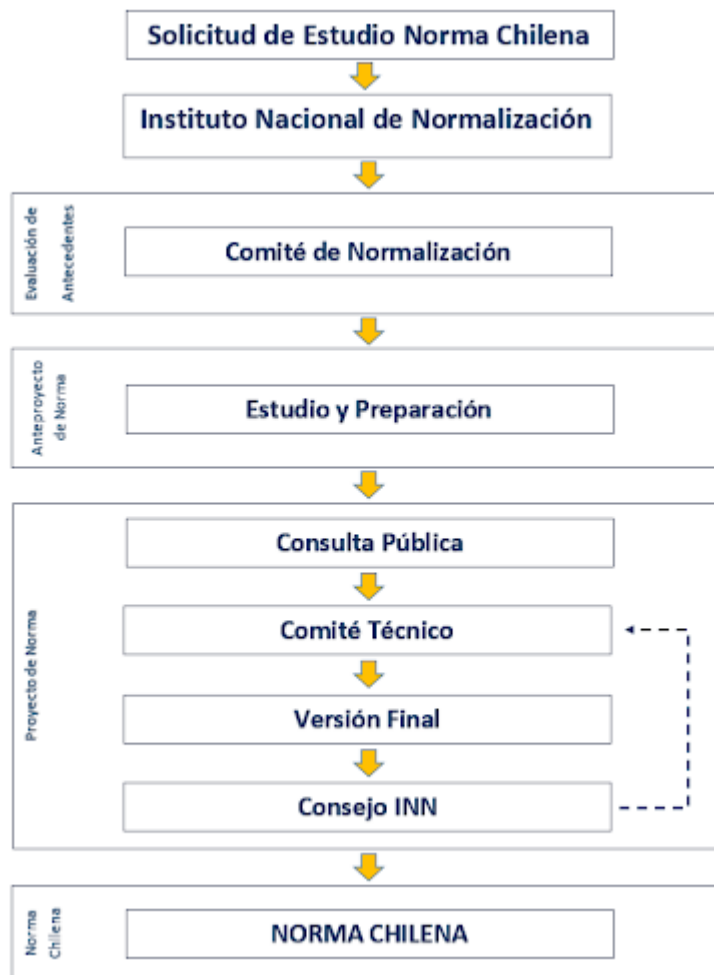 Solicitud de Estudio Norma Chilena
Instituto Nacional de Normalización
Evaluación de
Antecedentes
Comité de Normalización
Anteproyecto
de Norma
Estudio y Preparación
Proyecto de Norma
Consulta Pública
Comité Técnico
Versión Final
Consejo INN
Norma
Chilena
NORMA CHILENA